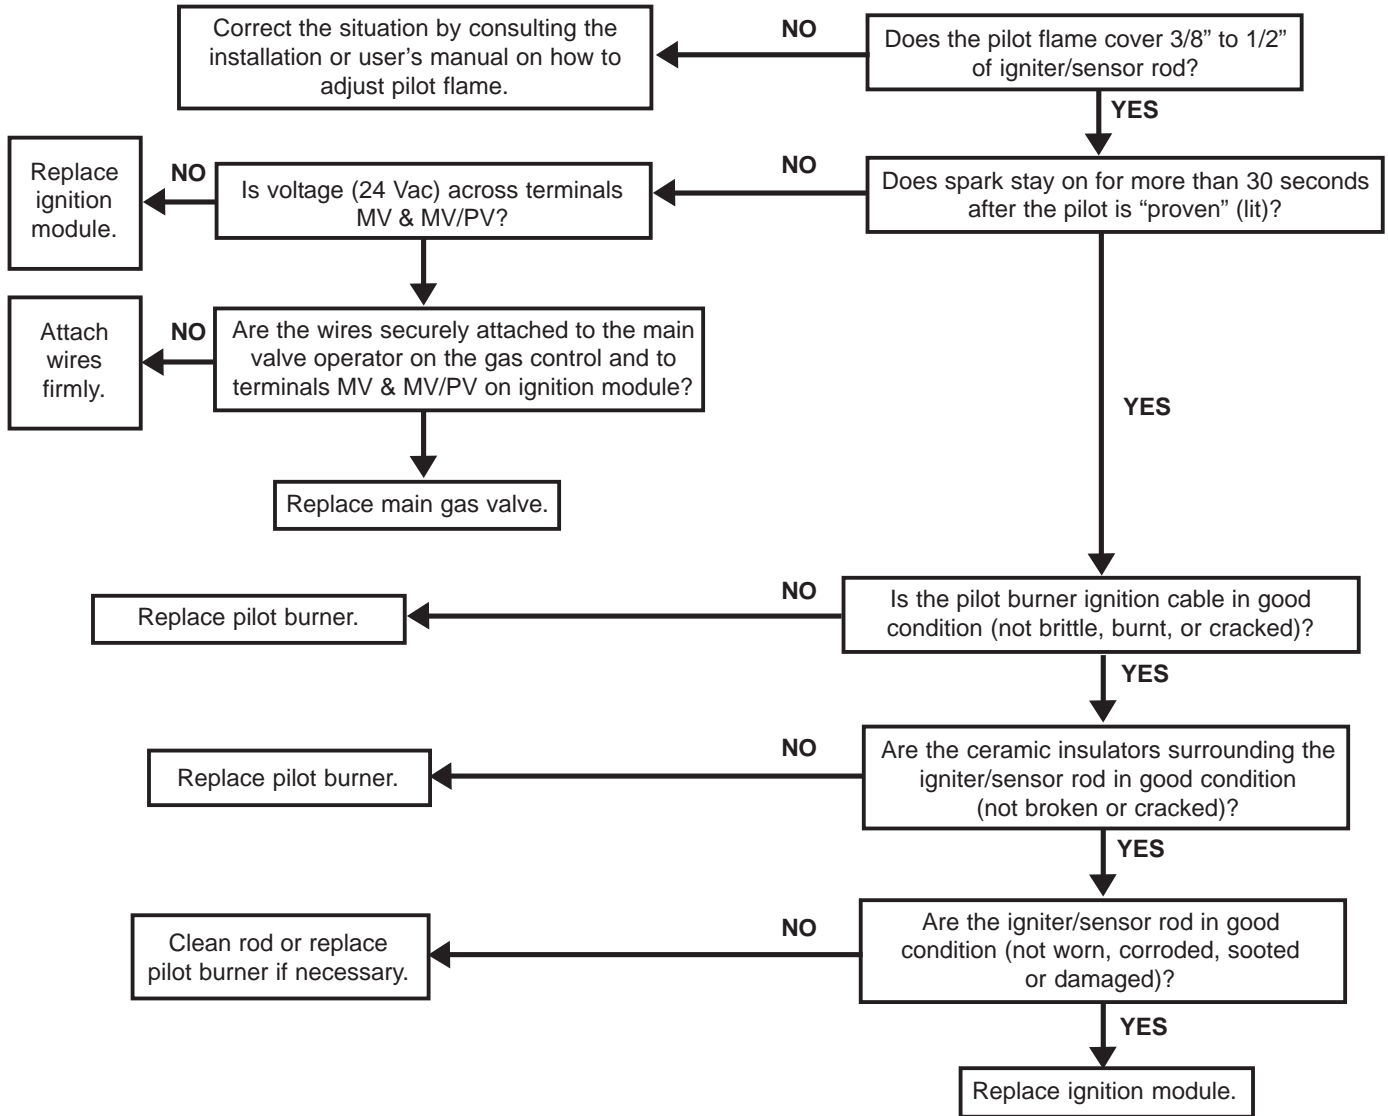 Correct the situation by consulting the
installation or user’s manual on how to
adjust pilot flame.
NO
Does the pilot flame cover 3/8” to 1/2”
of igniter/sensor rod?
YES
Replace
ignition
module.
NO
Is voltage (24 Vac) across terminals
MV & MV/PV?
NO
Does spark stay on for more than 30 seconds
after the pilot is “proven” (lit)?
Attach
wires
firmly.
NO
Are the wires securely attached to the main
valve operator on the gas control and to
terminals MV & MV/PV on ignition module?
YES
Replace main gas valve.
Replace pilot burner.
NO
Is the pilot burner ignition cable in good
condition (not brittle, burnt, or cracked)?
YES
Replace pilot burner.
NO
Are the ceramic insulators surrounding the
igniter/sensor rod in good condition
(not broken or cracked)?
YES
Clean rod or replace
pilot burner if necessary.
NO
Are the igniter/sensor rod in good
condition (not worn, corroded, sooted
or damaged)?
YES
Replace ignition module.